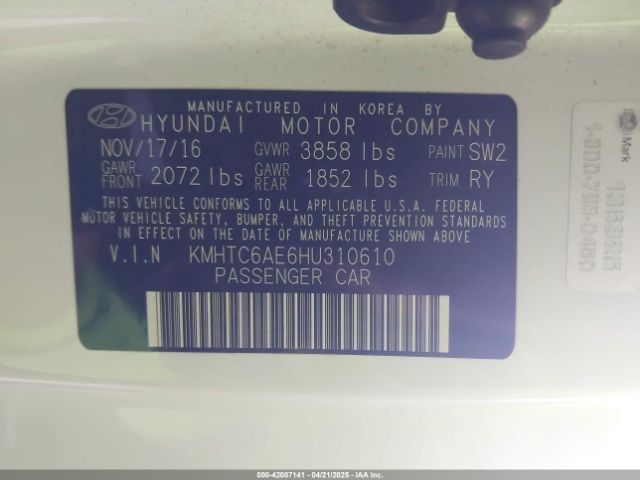 MANUFACTURED IN KOREA BY
HYUNDAI MOTOR COMPANY
NOV/17/16 GVWR 3858 lbs PAINT SW2
GAWR FRONT 2072 lbs GAWR REAR 1852 lbs TRIM RY
THIS VEHICLE CONFORMS TO ALL APPLICABLE U.S.A. FEDERAL
MOTOR VEHICLE SAFETY, BUMPER, AND THEFT PREVENTION STANDARDS
IN EFFECT ON THE DATE OF MANUFACTURE SHOWN ABOVE
V.I.N KMHTC6AE6HU310610
PASSENGER CAR
Mark
000-42087141 - 04/21/2025 - IAA, Inc.